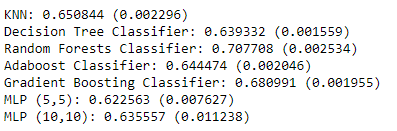 KNN: 0.650844 (0.002296)
Decision Tree Classifier: 0.639332 (0.001559)
Random Forests Classifier: 0.707708 (0.002534)
Adaboost Classifier: 0.644474 (0.002046)
Gradient Boosting Classifier: 0.680991 (0.001955)
MLP (5,5): 0.622563 (0.007627)
MLP (10,10): 0.635557 (0.011238)